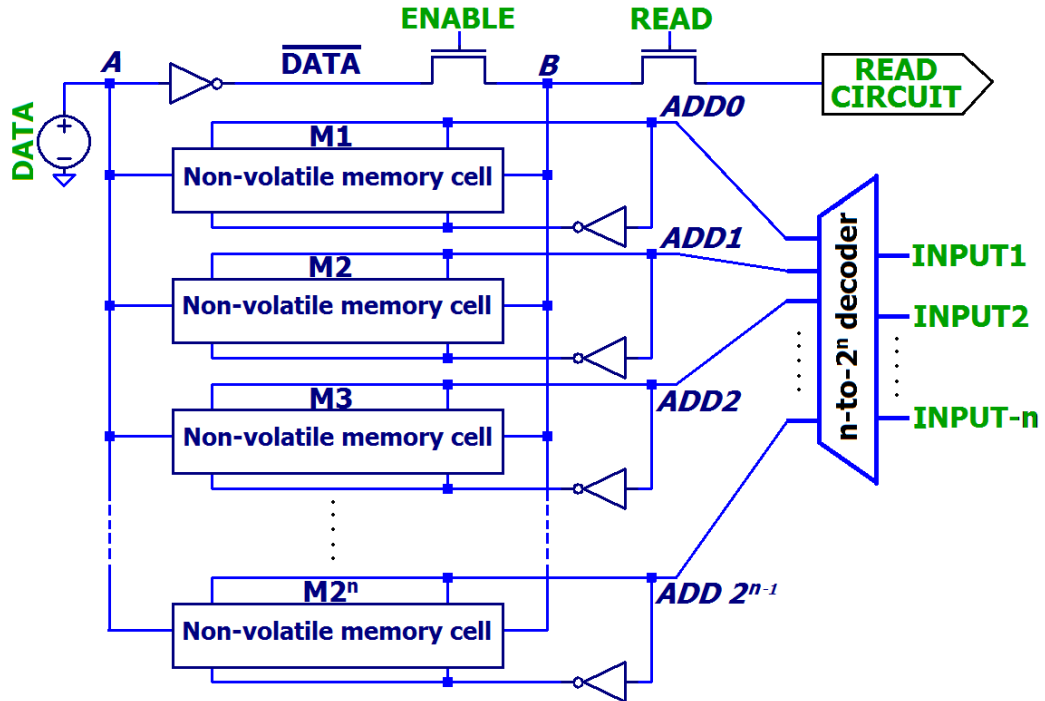 ENABLE READ
A DATA B READ CIRCUIT
DATA
+
−
ADD0
M1
Non-volatile memory cell
ADD1
INPUT1
M2
Non-volatile memory cell
INPUT2
n-to-2ⁿ decoder
M3
ADD2
Non-volatile memory cell
INPUT-n
M2ⁿ
ADD 2ⁿ⁻¹
Non-volatile memory cell